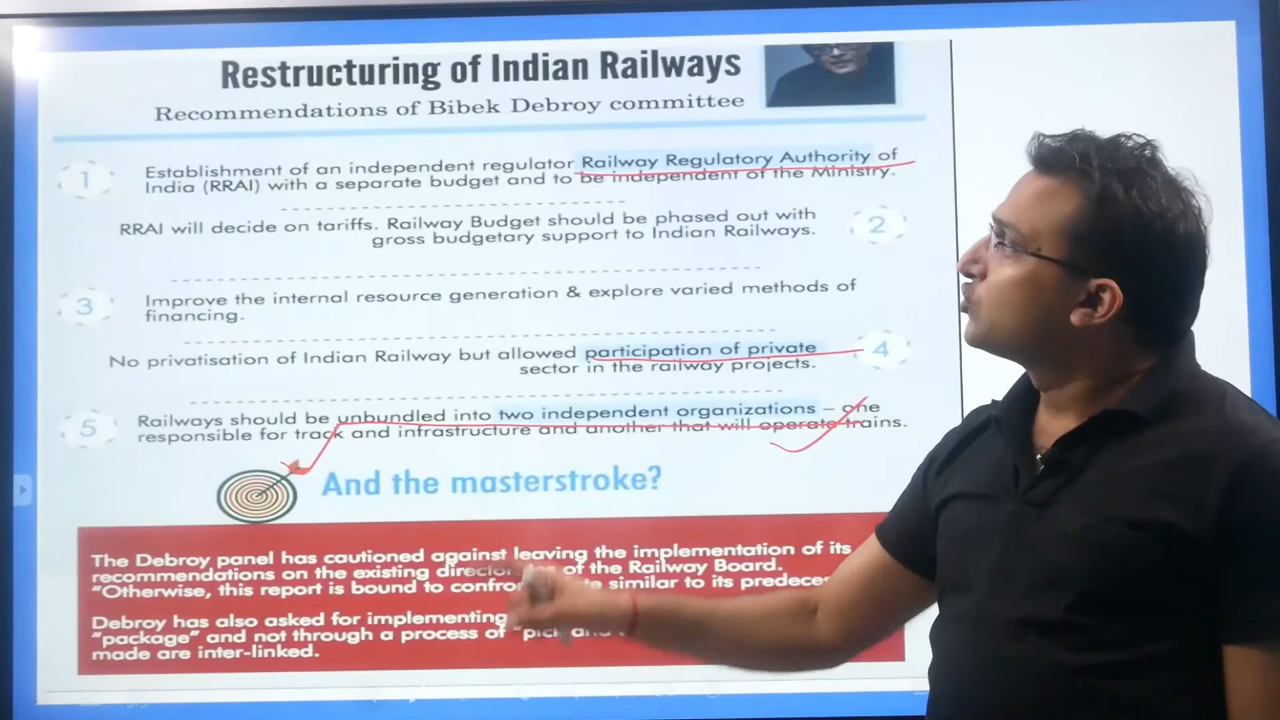 Restructuring of Indian Railways
Recommendations of Bibek Debroy committee
1
Establishment of an independent regulator Railway Regulatory Authority of
India (RRAI) with a separate budget and to be independent of the Ministry.
RRAI will decide on tariffs. Railway Budget should be phased out with
gross budgetary support to Indian Railways.
2
3
Improve the internal resource generation & explore varied methods of
financing.
No privatisation of Indian Railway but allowed participation of private
sector in the railway projects.
4
5
Railways should be unbundled into two independent organizations – one
responsible for track and infrastructure and another that will operate trains.
And the masterstroke?
The Debroy panel has cautioned against leaving the implementation of its
recommendations on the existing of the Railway Board.
"Otherwise, this report is bound to similar to its
Debroy has also asked for implementing
"package" and not through a process of "pick
made are inter-linked.